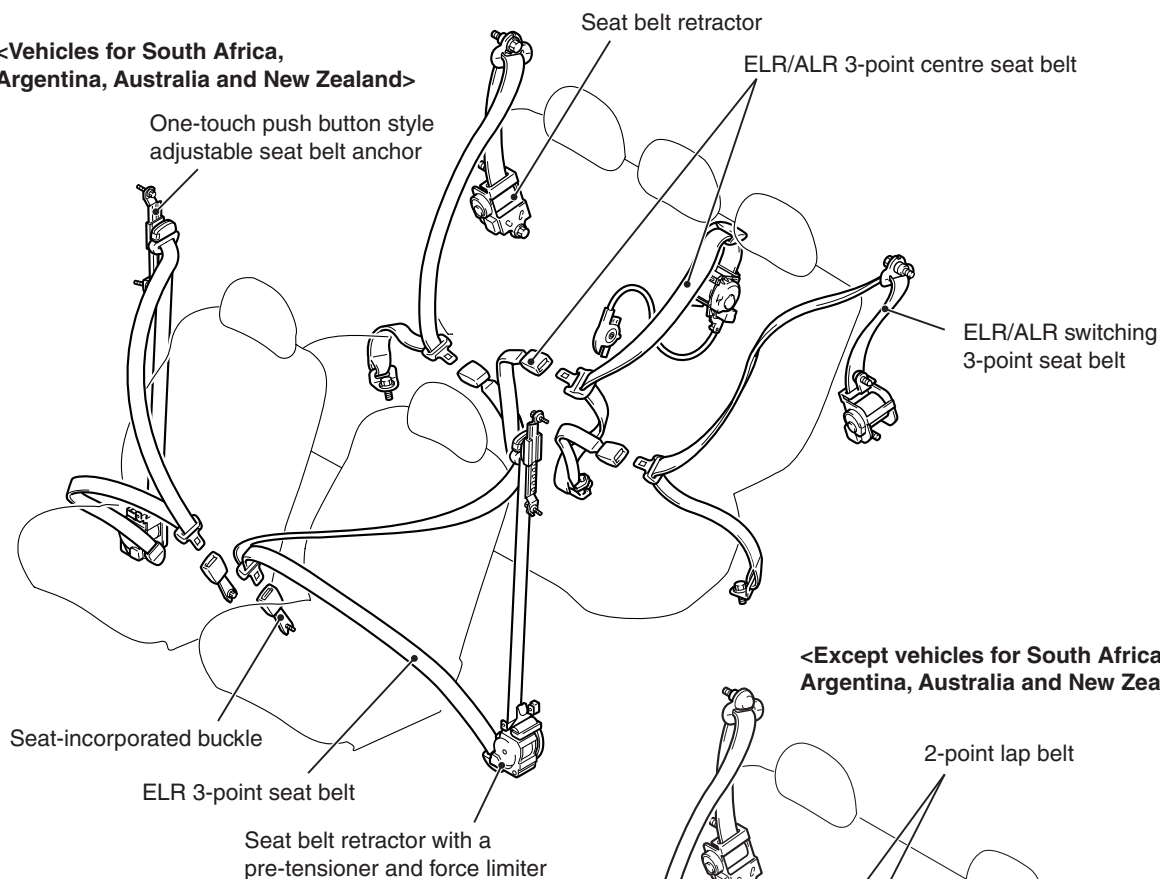 Seat belt retractor
<Vehicles for South Africa,
Argentina, Australia and New Zealand>
ELR/ALR 3-point centre seat belt
One-touch push button style
adjustable seat belt anchor
ELR/ALR switching
3-point seat belt
<Except vehicles for South Africa
Argentina, Australia and New Zea
Seat-incorporated buckle
2-point lap belt
ELR 3-point seat belt
Seat belt retractor with a
pre-tensioner and force limiter